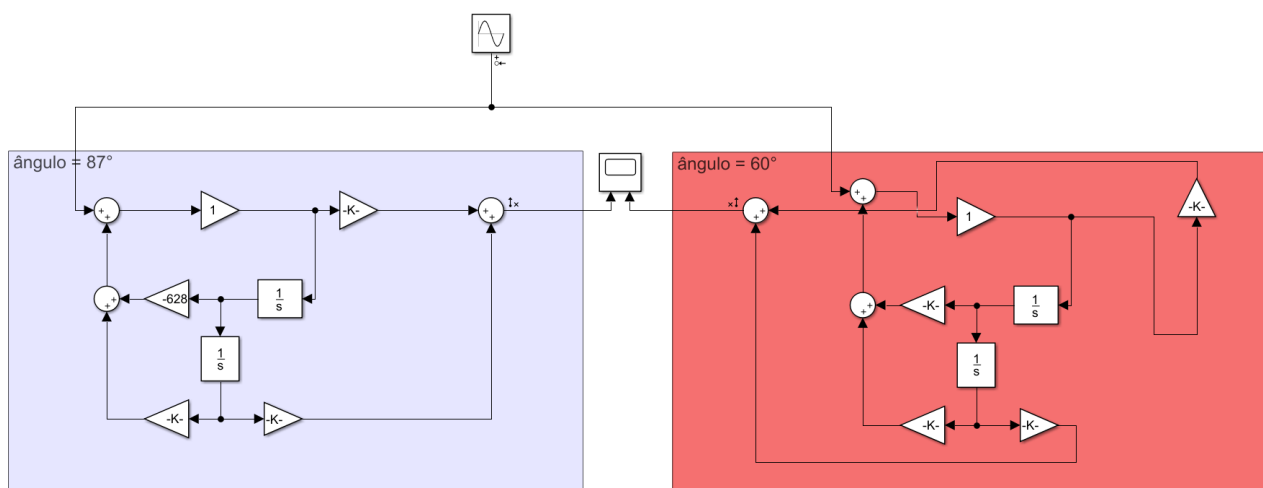 ângulo = 87°
ângulo = 60°
1
-K-
-K-
1
-628
1
s
-K-
1
s
1
s
1
s
-K-
-K-
-K-
-K-